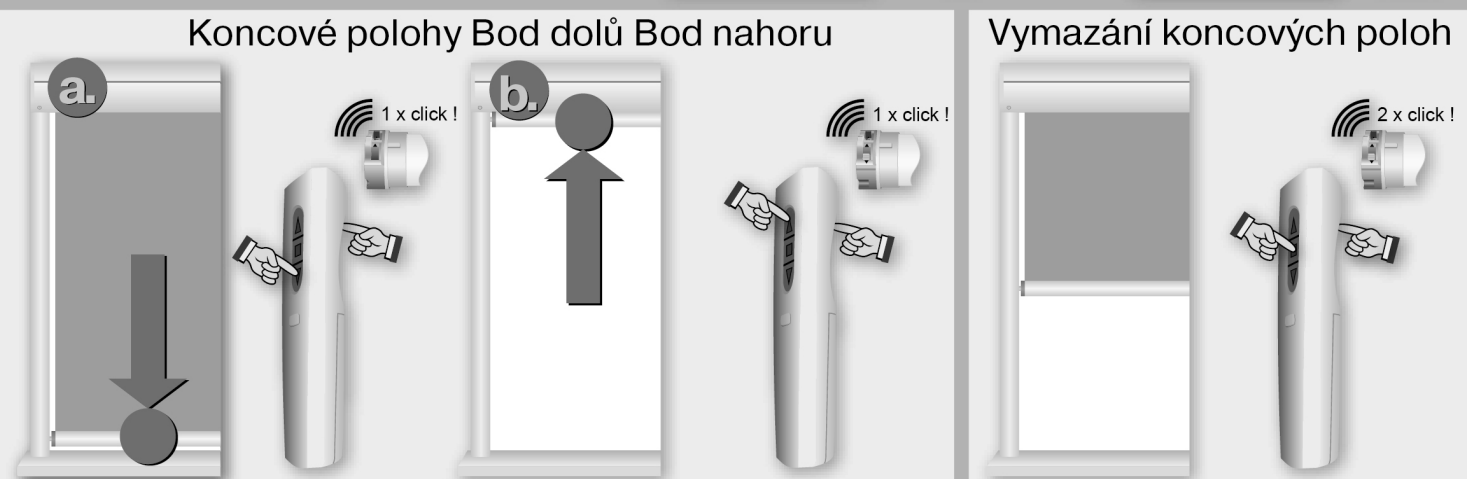 Koncové polohy Bod dolů Bod nahoru
a.
1 x click !
b.
1 x click !
Vymazání koncových poloh
2 x click !